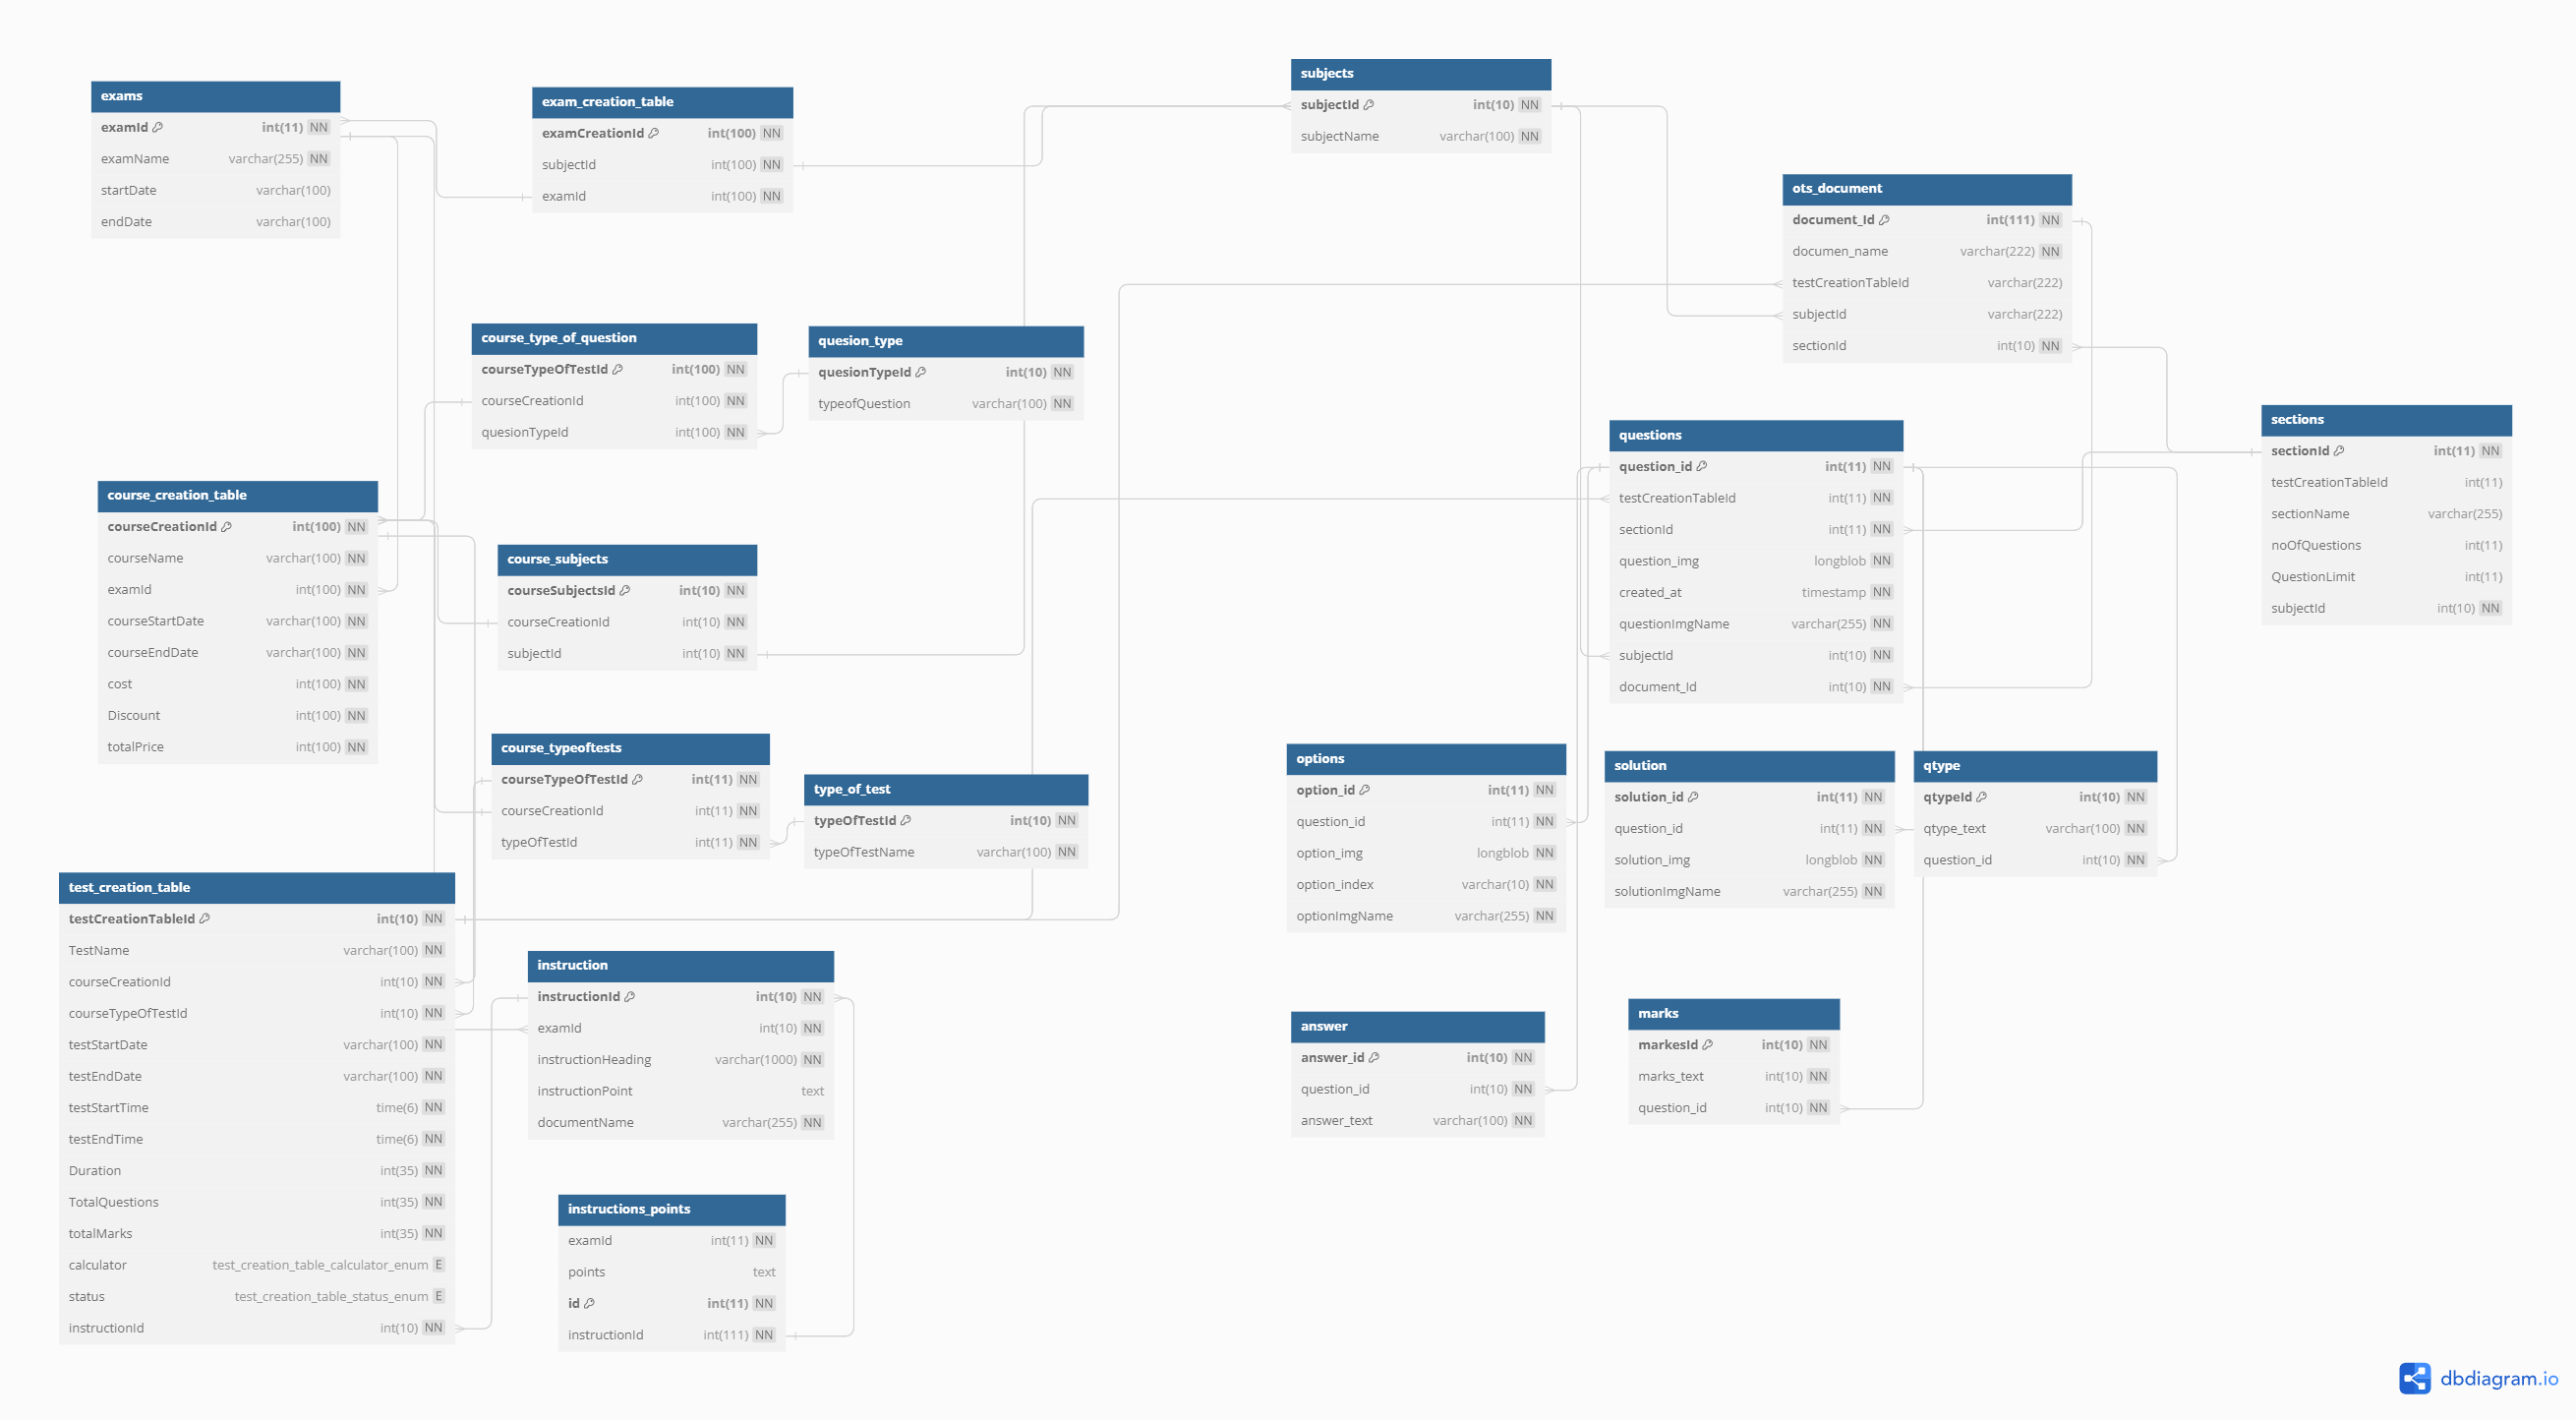 exams
examId int(11) NN
examName varchar(255) NN
startDate varchar(100)
endDate varchar(100)
exam_creation_table
examCreationId int(100) NN
subjectId int(100) NN
examId int(100) NN
subjects
subjectId int(10) NN
subjectName varchar(100) NN
ots_document
document_Id int(111) NN
documen_name varchar(222) NN
testCreationTableId varchar(222)
subjectId varchar(222)
sectionId int(10) NN
course_type_of_question
courseTypeOfTestId int(100) NN
courseCreationId int(100) NN
quesionTypeId int(100) NN
quesion_type
quesionTypeId int(10) NN
typeofQuestion varchar(100) NN
questions
question_id int(11) NN
testCreationTableId int(11) NN
sectionId int(11) NN
question_img longblob NN
created_at timestamp NN
questionImgName varchar(255) NN
subjectId int(10) NN
document_Id int(10) NN
sections
sectionId int(11) NN
testCreationTableId int(11)
sectionName varchar(255)
noOfQuestions int(11)
QuestionLimit int(11)
subjectId int(10) NN
course_creation_table
courseCreationId int(100) NN
courseName varchar(100) NN
examId int(100) NN
courseStartDate varchar(100) NN
courseEndDate varchar(100) NN
cost int(100) NN
Discount int(100) NN
totalPrice int(100) NN
course_subjects
courseSubjectsId int(10) NN
courseCreationId int(10) NN
subjectId int(10) NN
course_typeoftests
courseTypeOfTestId int(11) NN
courseCreationId int(11) NN
typeOfTestId int(11) NN
type_of_test
typeOfTestId int(10) NN
typeOfTestName varchar(100) NN
options
option_id int(11) NN
question_id int(11) NN
option_img longblob NN
option_index varchar(10) NN
optionImgName varchar(255) NN
solution
solution_id int(11) NN
question_id int(11) NN
solution_img longblob NN
solutionImgName varchar(255) NN
qtype
qtypeId int(10) NN
qtype_text varchar(100) NN
question_id int(10) NN
test_creation_table
testCreationTableId int(10) NN
TestName varchar(100) NN
courseCreationId int(10) NN
courseTypeOfTestId int(10) NN
testStartDate varchar(100) NN
testEndDate varchar(100) NN
testStartTime time(6) NN
testEndTime time(6) NN
Duration int(35) NN
TotalQuestions int(35) NN
totalMarks int(35) NN
calculator test_creation_table_calculator_enum E
status test_creation_table_status_enum E
instructionId int(10) NN
instruction
instructionId int(10) NN
examId int(10) NN
instructionHeading varchar(1000) NN
instructionPoint text
documentName varchar(255) NN
instructions_points
examId int(11) NN
points text
id int(11) NN
instructionId int(111) NN
answer
answer_id int(10) NN
question_id int(10) NN
answer_text varchar(100) NN
marks
markesId int(10) NN
marks_text int(10) NN
question_id int(10) NN
dbdiagram.io